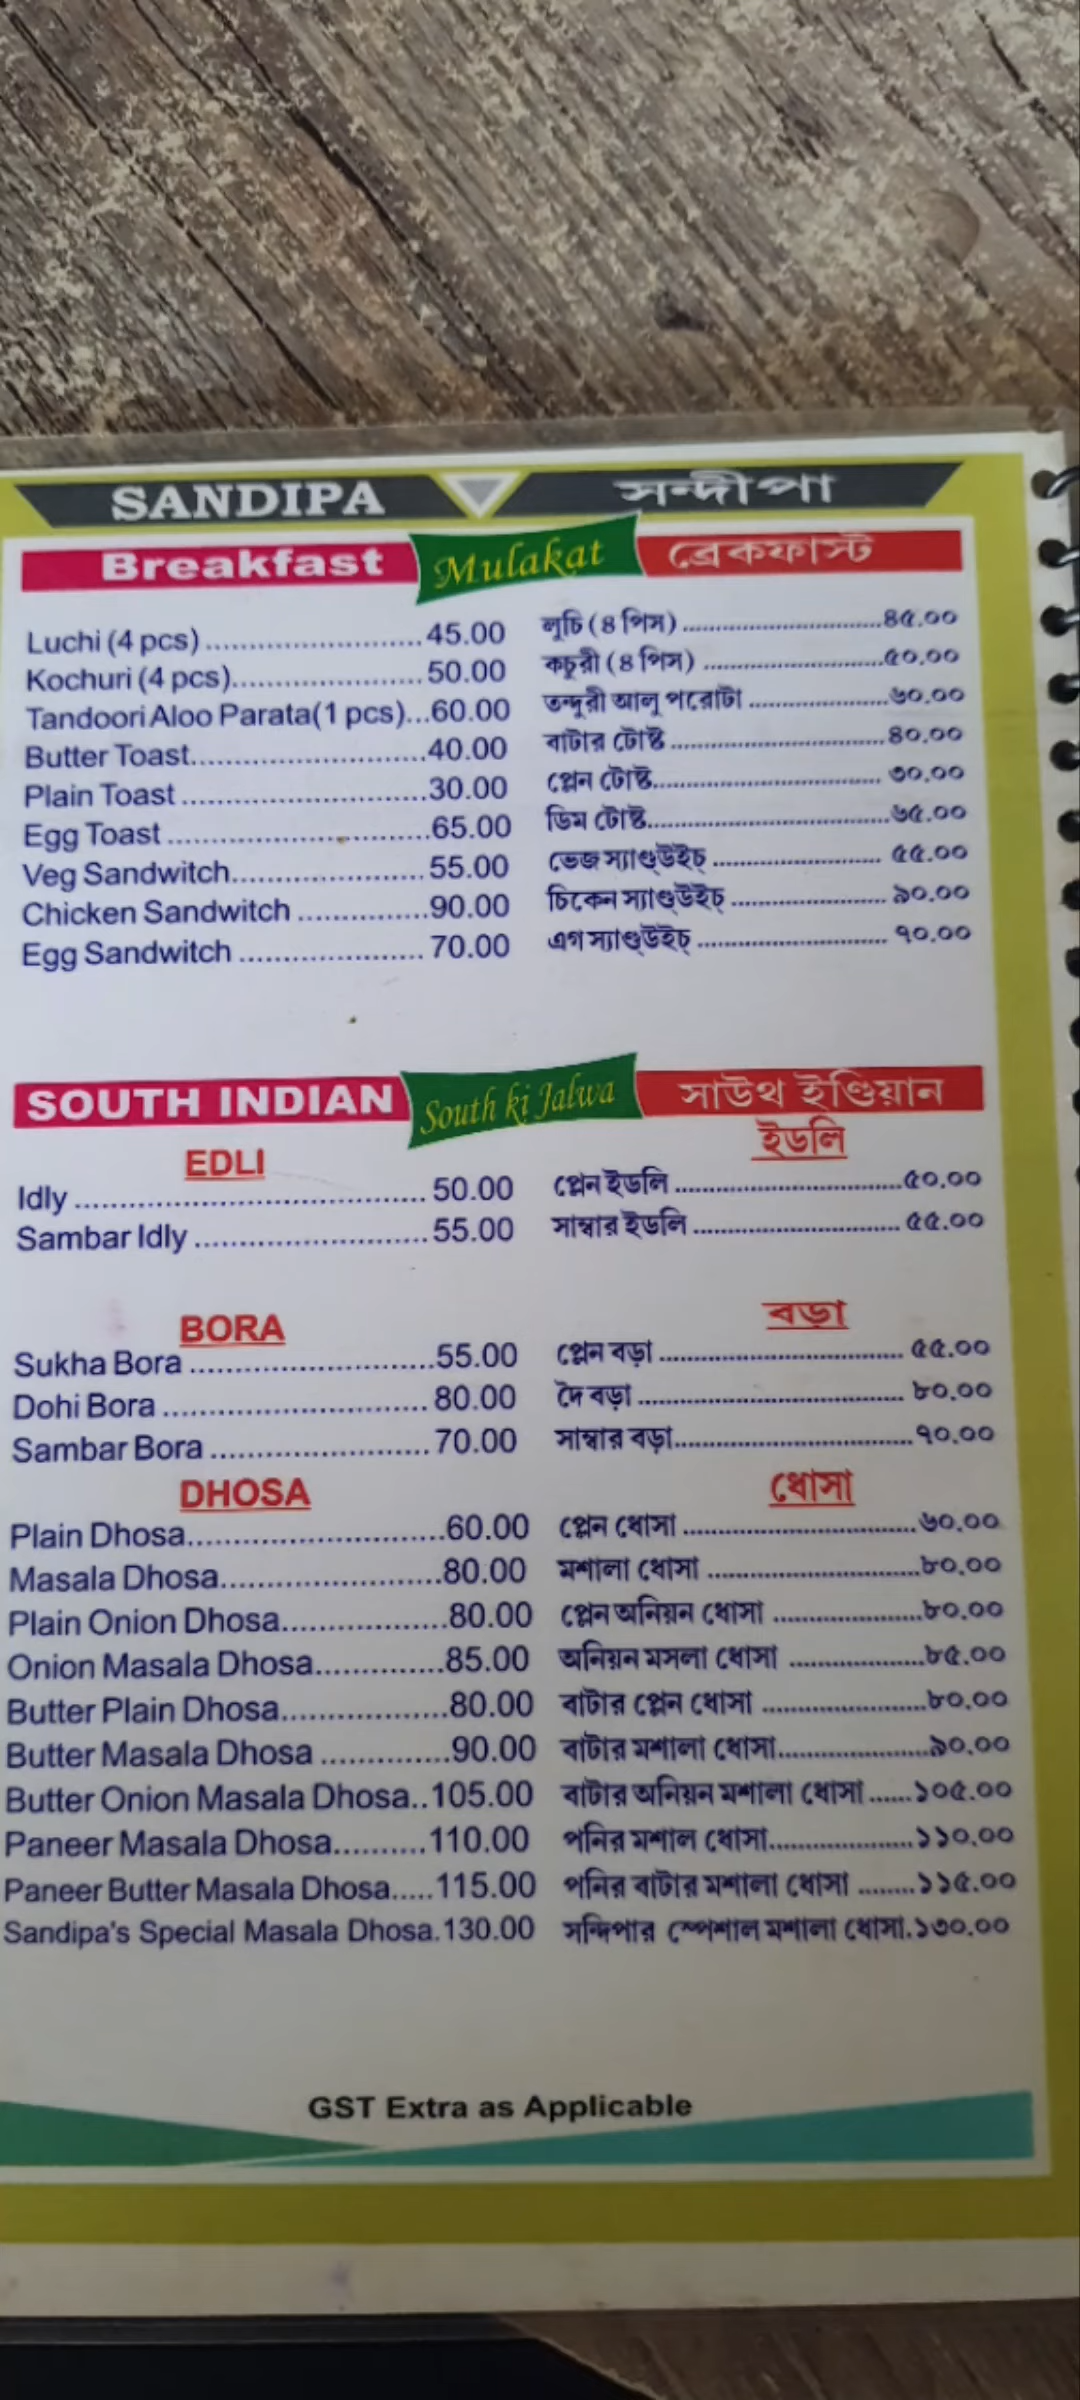 SANDIPA সন্দীপা
Breakfast Mulakat ব্রেকফাস্ট
Luchi (4 pcs) ........................ 45.00 লুচি (৪ পিস) ................................ ৪৫.০০
Kochuri (4 pcs)...................... 50.00 কচুরী (৪ পিস) ............................. ৫০.০০
Tandoori Aloo Parata(1 pcs)...60.00 তন্দুরী আলু পরোটা ...................... ৬০.০০
Butter Toast...........................40.00 বাটার টোষ্ট .................................. ৪০.০০
Plain Toast ............................30.00 প্লেন টোষ্ট.................................... ৩০.০০
Egg Toast ..............................65.00 ডিম টোষ্ট...................................... ৬৫.০০
Veg Sandwitch...................... 55.00 ভেজ স্যাণ্ডউইচ্ ........................... ৫৫.০০
Chicken Sandwitch ...............90.00 চিকেন স্যাণ্ডউইচ্ ......................... ৯০.০০
Egg Sandwitch ..................... 70.00 এগ স্যাণ্ডউইচ্ .............................. ৭০.০০
SOUTH INDIAN South ki Jalwa সাউথ ইণ্ডিয়ান
EDLI ইডলি
Idly ........................................ 50.00 প্লেন ইডলি ....................................৫০.০০
Sambar Idly ........................... 55.00 সাম্বার ইডলি ................................. ৫৫.০০
BORA বড়া
Sukha Bora ............................55.00 প্লেন বড়া ....................................... ৫৫.০০
Dohi Bora .............................. 80.00 দৈ বড়া ........................................... ৮০.০০
Sambar Bora ......................... 70.00 সাম্বার বড়া......................................৭০.০০
DHOSA ধোসা
Plain Dhosa.............................60.00 প্লেন ধোসা .....................................৬০.০০
Masala Dhosa.........................80.00 মশালা ধোসা ..................................৮০.০০
Plain Onion Dhosa...................80.00 প্লেন অনিয়ন ধোসা .......................৮০.০০
Onion Masala Dhosa...............85.00 অনিয়ন মসলা ধোসা .....................৮৫.০০
Butter Plain Dhosa...................80.00 বাটার প্লেন ধোসা ..........................৮০.০০
Butter Masala Dhosa ...............90.00 বাটার মশালা ধোসা........................৯০.০০
Butter Onion Masala Dhosa..105.00 বাটার অনিয়ন মশালা ধোসা .......১০৫.০০
Paneer Masala Dhosa..........110.00 পনির মশাল ধোসা.......................১১০.০০
Paneer Butter Masala Dhosa.....115.00 পনির বাটার মশালা ধোসা .........১১৫.০০
Sandipa's Special Masala Dhosa.130.00 সন্দিপার স্পেশাল মশালা ধোসা.১৩০.০০
GST Extra as Applicable